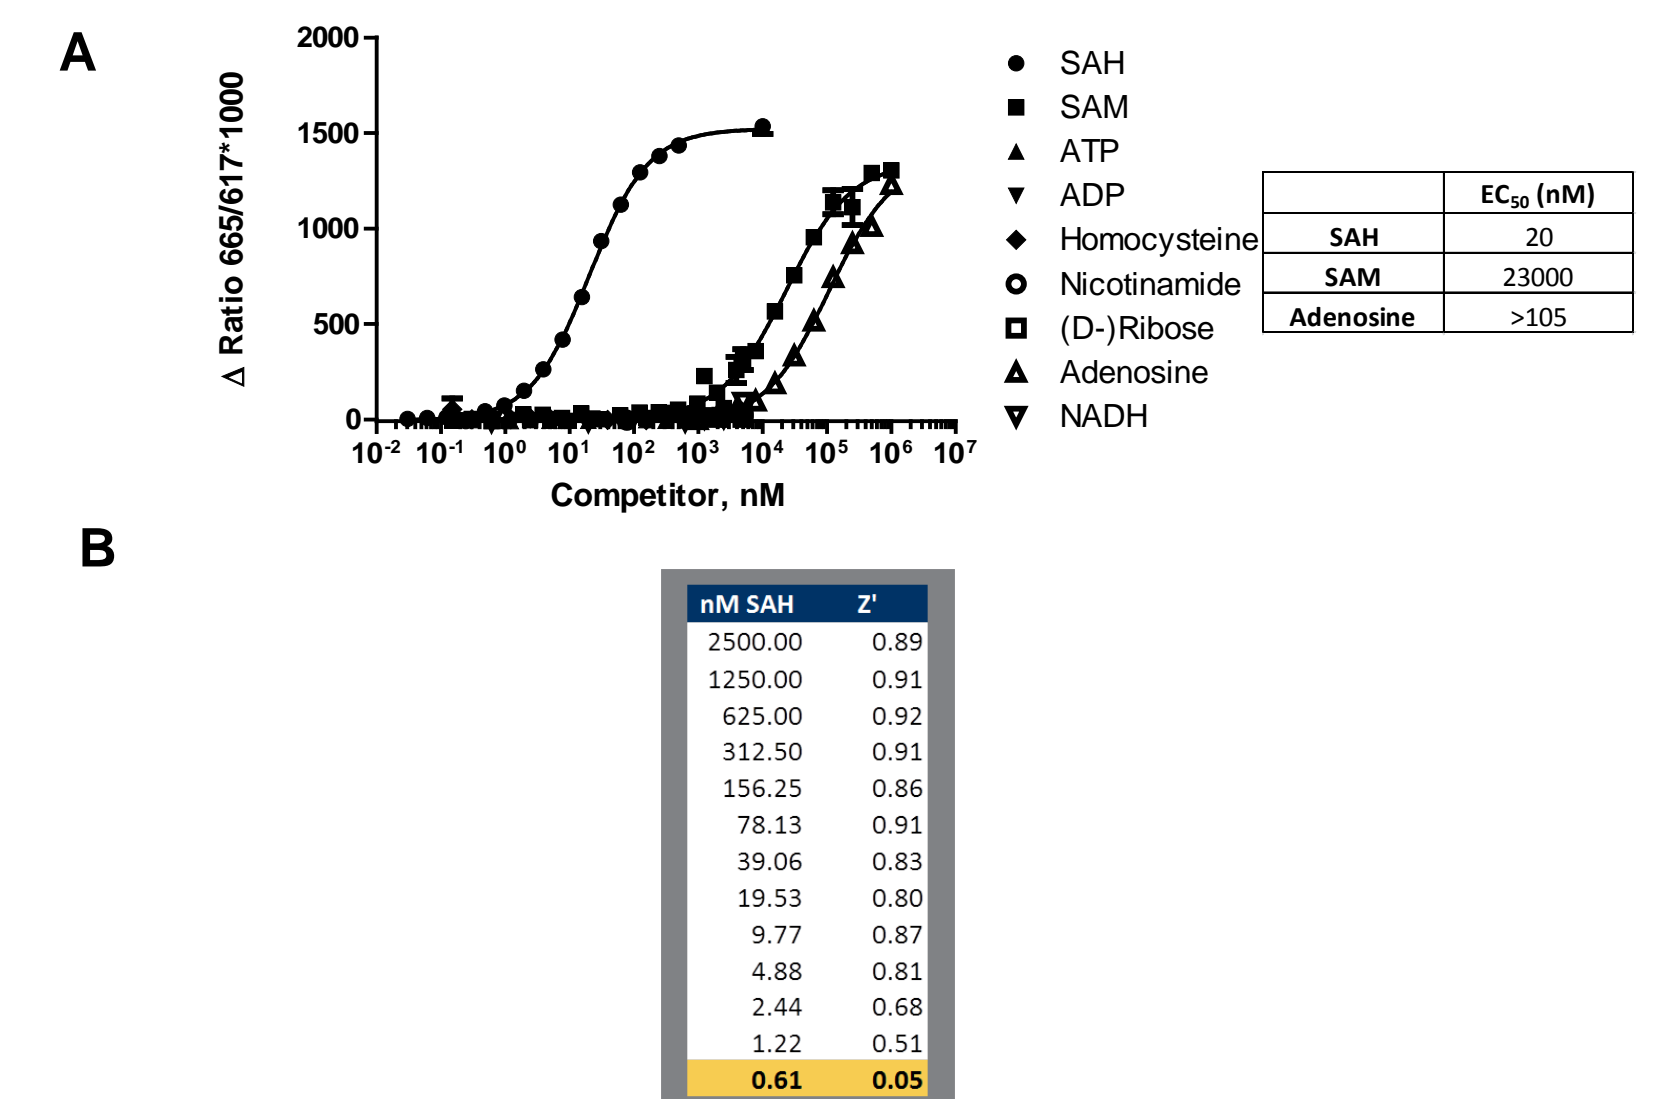 A
Δ Ratio 665/617*1000
2000
1500
1000
500
0
10⁻² 10⁻¹ 10⁰ 10¹ 10² 10³ 10⁴ 10⁵ 10⁶ 10⁷
Competitor, nM
SAH
SAM
ATP
ADP
Homocysteine
Nicotinamide
(D-)Ribose
Adenosine
NADH
EC₅₀ (nM)
SAH 20
SAM 23000
Adenosine >105
B
nM SAH Z'
2500.00 0.89
1250.00 0.91
625.00 0.92
312.50 0.91
156.25 0.86
78.13 0.91
39.06 0.83
19.53 0.80
9.77 0.87
4.88 0.81
2.44 0.68
1.22 0.51
0.61 0.05